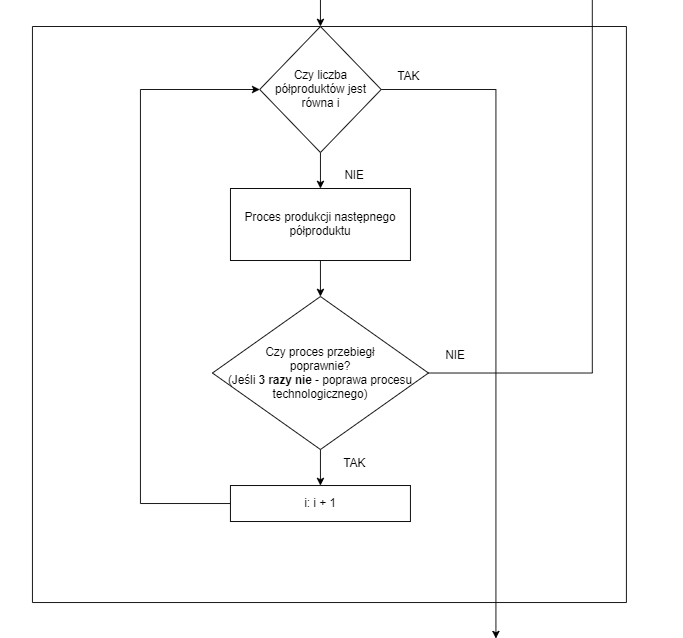 Czy liczba
półproduktów jest
równa i
TAK
NIE
Proces produkcji następnego
półproduktu
Czy proces przebiegł
poprawnie?
(Jeśli 3 razy nie - poprawa procesu
technologicznego)
NIE
TAK
i: i + 1